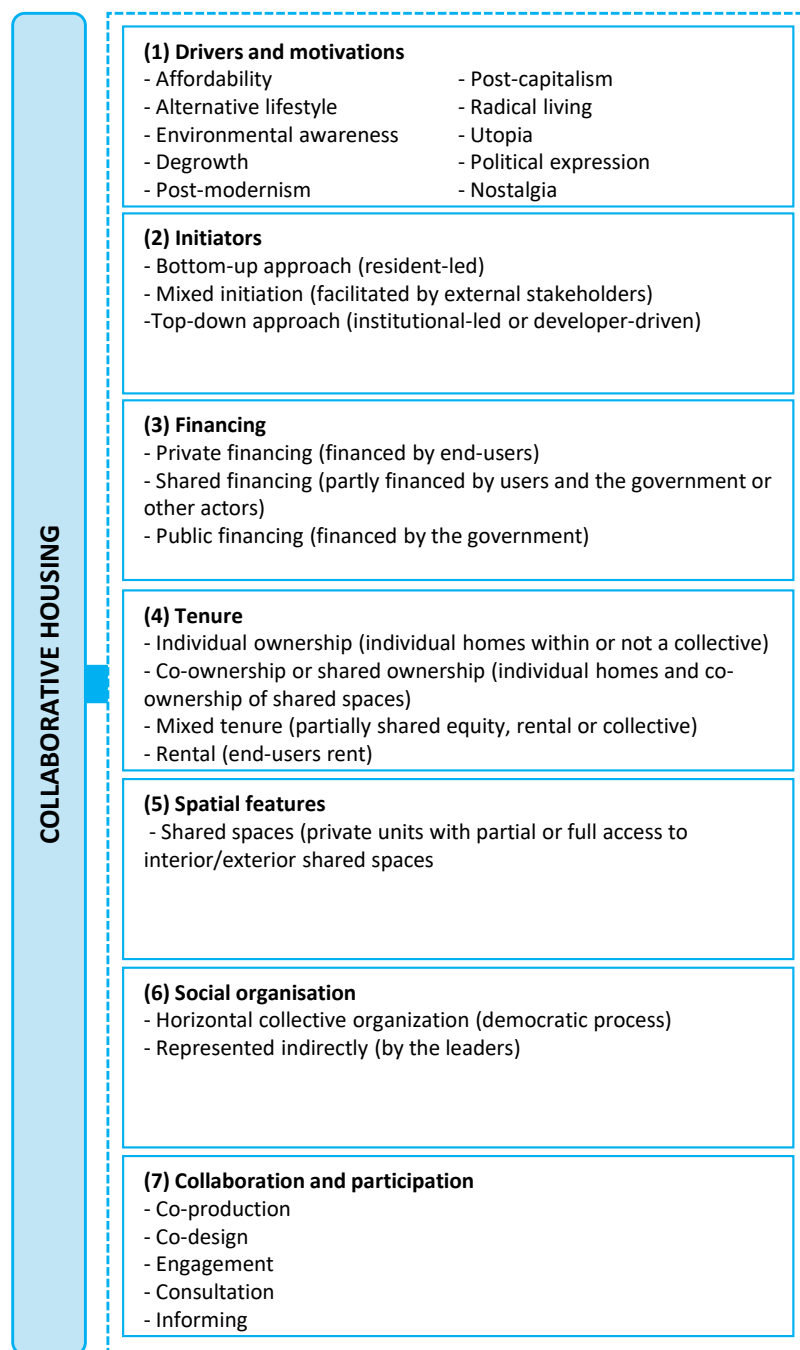 COLLABORATIVE HOUSING
(1) Drivers and motivations
- Affordability
- Alternative lifestyle
- Environmental awareness
- Degrowth
- Post-modernism
- Post-capitalism
- Radical living
- Utopia
- Political expression
- Nostalgia
(2) Initiators
- Bottom-up approach (resident-led)
- Mixed initiation (facilitated by external stakeholders)
-Top-down approach (institutional-led or developer-driven)
(3) Financing
- Private financing (financed by end-users)
- Shared financing (partly financed by users and the government or
other actors)
- Public financing (financed by the government)
(4) Tenure
- Individual ownership (individual homes within or not a collective)
- Co-ownership or shared ownership (individual homes and co-
ownership of shared spaces)
- Mixed tenure (partially shared equity, rental or collective)
- Rental (end-users rent)
(5) Spatial features
- Shared spaces (private units with partial or full access to
interior/exterior shared spaces
(6) Social organisation
- Horizontal collective organization (democratic process)
- Represented indirectly (by the leaders)
(7) Collaboration and participation
- Co-production
- Co-design
- Engagement
- Consultation
- Informing